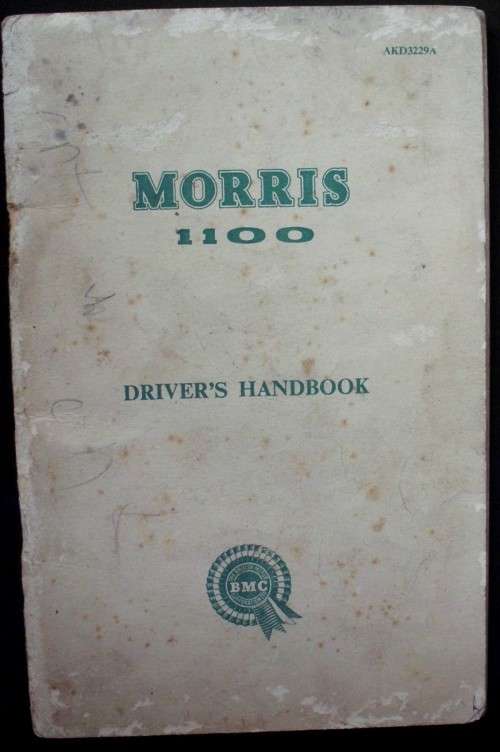 AKD3229A
MORRIS
1100
DRIVER'S HANDBOOK
BMC